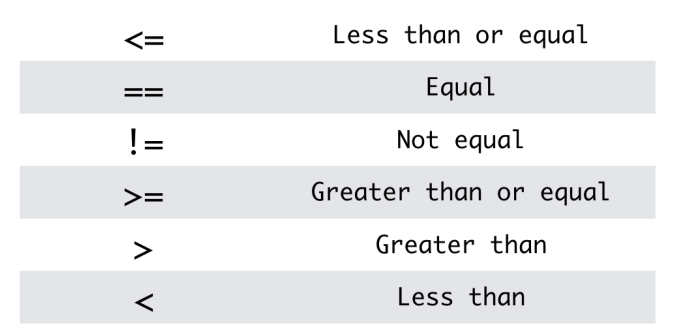 <= Less than or equal
== Equal
!= Not equal
>= Greater than or equal
> Greater than
< Less than